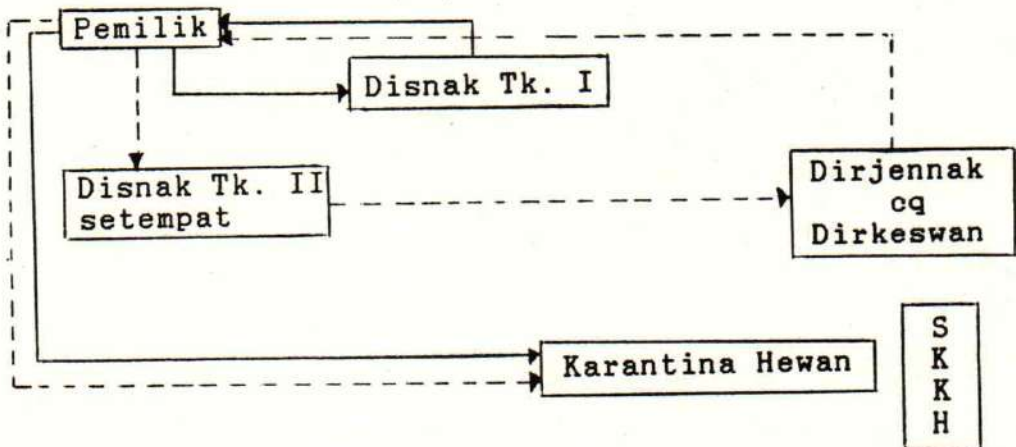 Pemilik
Disnak Tk. I
Disnak Tk. II
setempat
Dirjennak
cq
Dirkeswan
Karantina Hewan
S
K
K
H